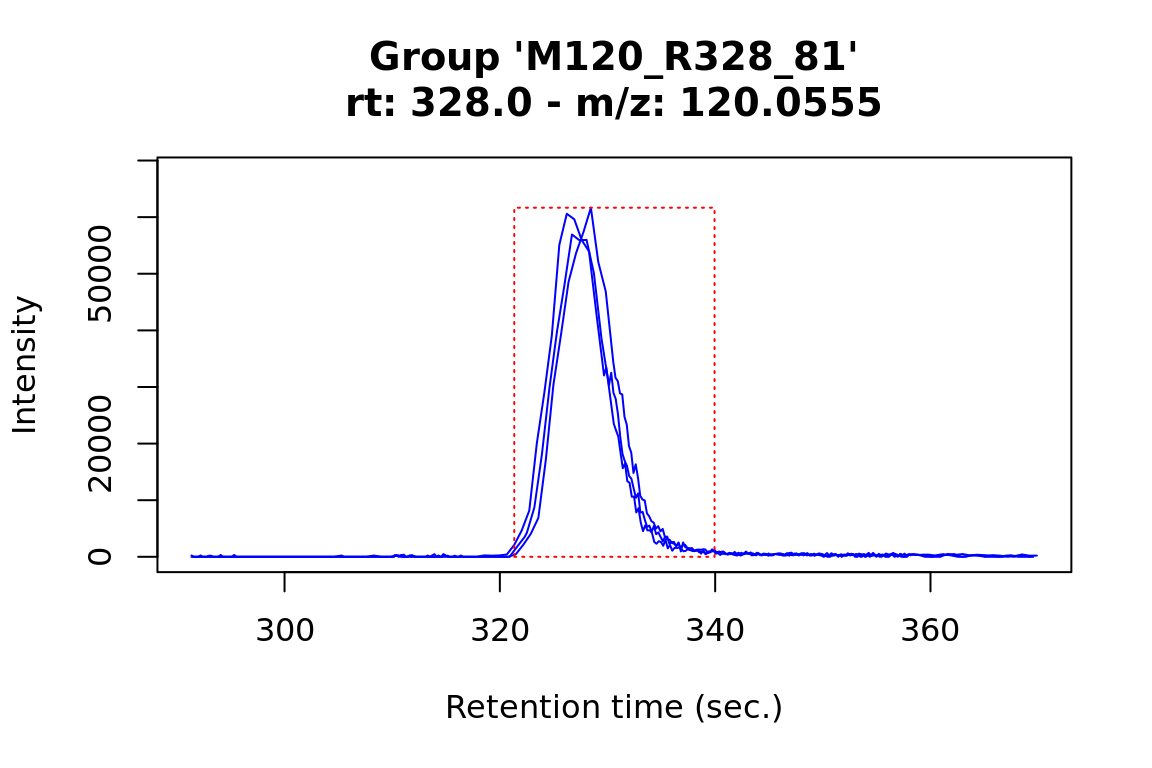 Group 'M120_R328_81'
rt: 328.0 - m/z: 120.0555
Intensity
50000
20000
0
300 320 340 360
Retention time (sec.)